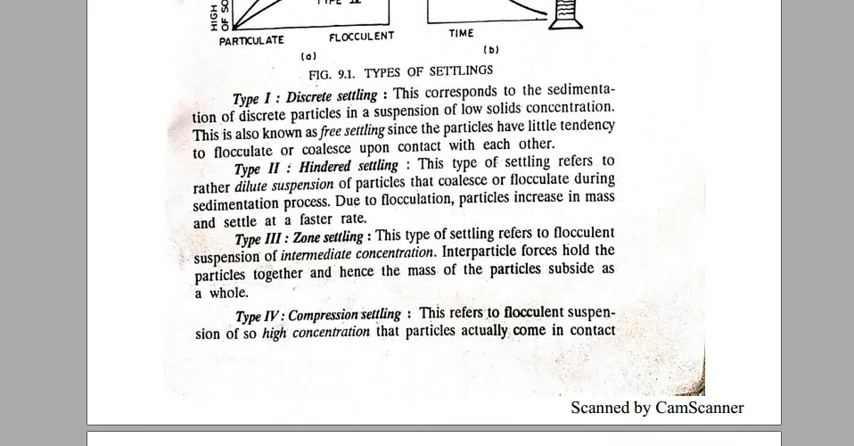 HIGH
OF SO
TYPE II
PARTICULATE
FLOCCULENT
TIME
(a)
(b)
FIG. 9.1. TYPES OF SETTLINGS
Type I : Discrete settling : This corresponds to the sedimenta-
tion of discrete particles in a suspension of low solids concentration.
This is also known as free settling since the particles have little tendency
to flocculate or coalesce upon contact with each other.
Type II : Hindered settling : This type of settling refers to
rather dilute suspension of particles that coalesce or flocculate during
sedimentation process. Due to flocculation, particles increase in mass
and settle at a faster rate.
Type III : Zone settling : This type of settling refers to flocculent
suspension of intermediate concentration. Interparticle forces hold the
particles together and hence the mass of the particles subside as
a whole.
Type IV : Compression settling : This refers to flocculent suspen-
sion of so high concentration that particles actually come in contact
Scanned by CamScanner